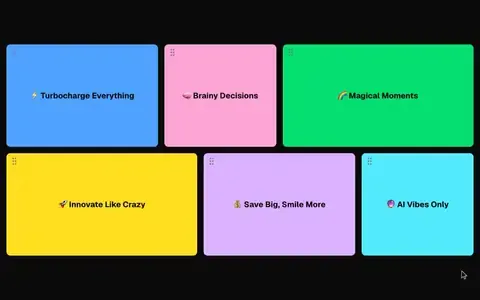 ⚡ Turbocharge Everything
🧠 Brainy Decisions
🌈 Magical Moments
🚀 Innovate Like Crazy
💰 Save Big, Smile More
🔮 AI Vibes Only